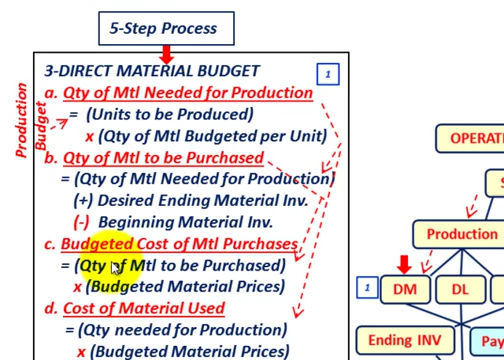 5-Step Process
3-DIRECT MATERIAL BUDGET
1
a. Qty of Mtl Needed for Production
= (Units to be Produced)
x (Qty of Mtl Budgeted per Unit)
Production
Budget
b. Qty of Mtl to be Purchased
= (Qty of Mtl Needed for Production)
(+) Desired Ending Material Inv.
(-) Beginning Material Inv.
c. Budgeted Cost of Mtl Purchases
= (Qty of Mtl to be Purchased)
x (Budgeted Material Prices)
d. Cost of Material Used
= (Qty needed for Production)
x (Budgeted Material Prices)
OPERAT
S
Production
1
DM
DL
Ending INV
Pay